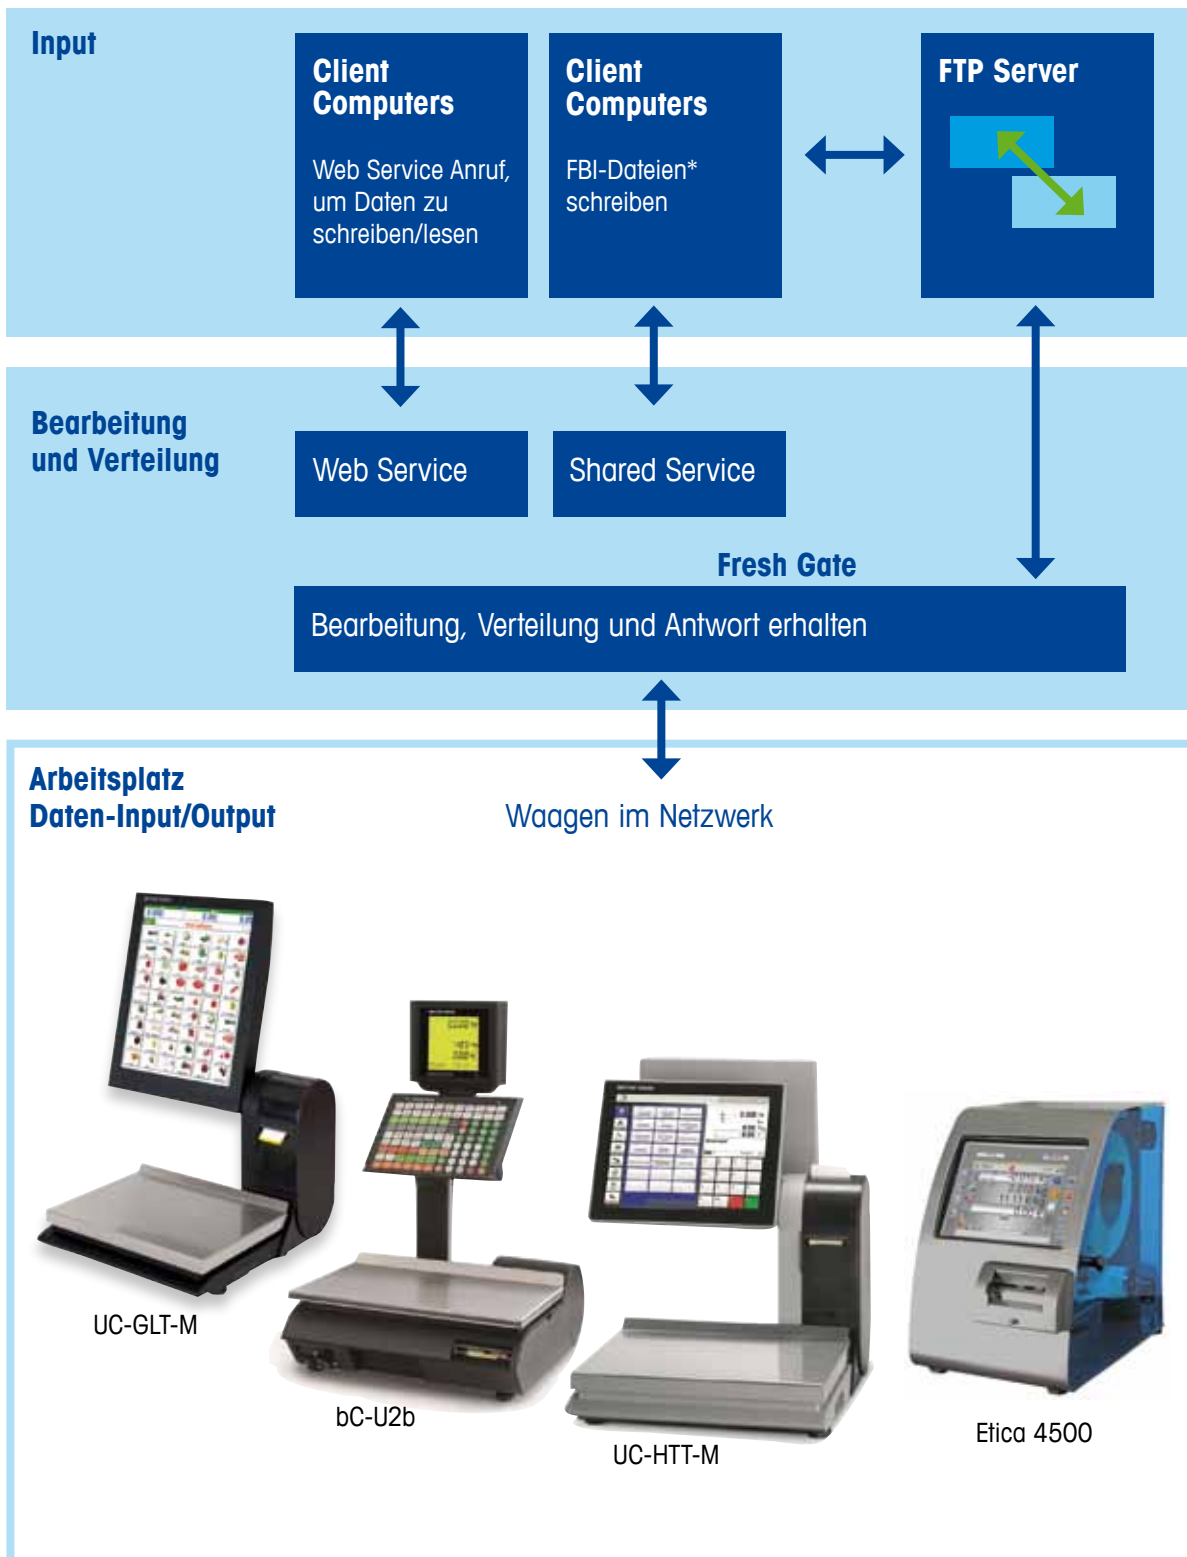 Input
Client
Computers
Web Service Anruf,
um Daten zu
schreiben/lesen
Client
Computers
FBI-Dateien*
schreiben
FTP Server
Bearbeitung
und Verteilung
Web Service
Shared Service
Fresh Gate
Bearbeitung, Verteilung und Antwort erhalten
Arbeitsplatz
Daten-Input/Output
Waagen im Netzwerk
UC-GLT-M
bC-U2b
UC-HTT-M
Etica 4500